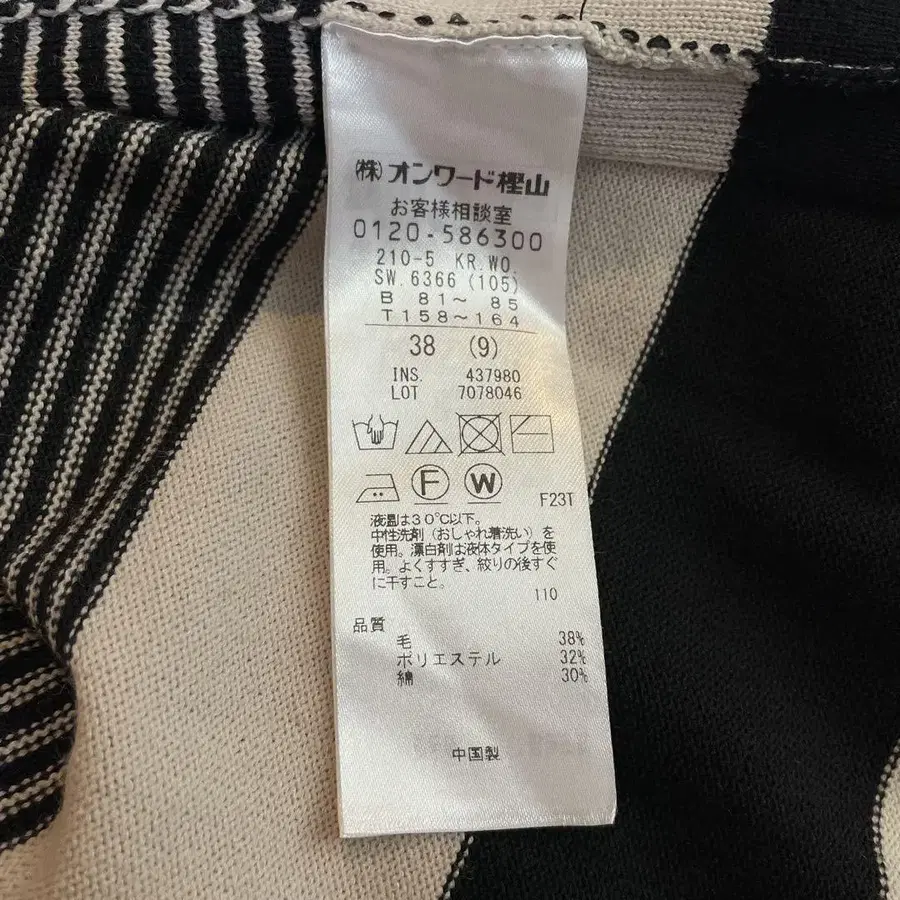 (株)オンワード樫山
お客様相談室
0120-586300
210-5 KR.WO.
SW.6366(105)
B 81〜 85
T158〜164
38 (9)
INS. 437980
LOT 7078046
F W
F23T
液温は30℃以下。
中性洗剤(おしゃれ着洗い)を
使用。漂白剤は液体タイプを使
用。よくすすぎ、絞りの後すぐ
に干すこと。
110
品質
毛 38%
ポリエステル 32%
綿 30%
中国製